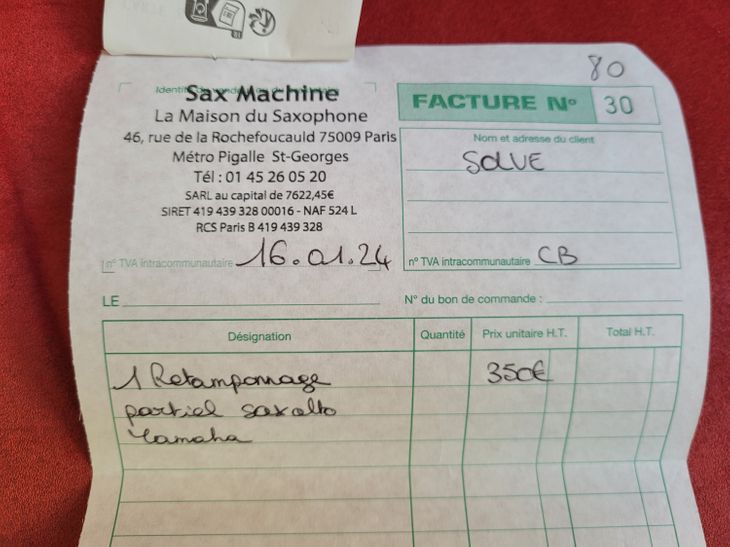 80
Sax Machine
La Maison du Saxophone
46, rue de la Rochefoucauld 75009 Paris
Métro Pigalle St-Georges
Tél : 01 45 26 05 20
SARL au capital de 7622,45€
SIRET 419 439 328 00016 - NAF 524 L
RCS Paris B 419 439 328
n° TVA intracommunautaire 16.01.24
FACTURE N° 30
Nom et adresse du client
SOLVE
n° TVA intracommunautaire CB
LE
N° du bon de commande :
Désignation Quantité Prix unitaire H.T. Total H.T.
1 Retamponnage 350€
partiel sax alto
Yamaha